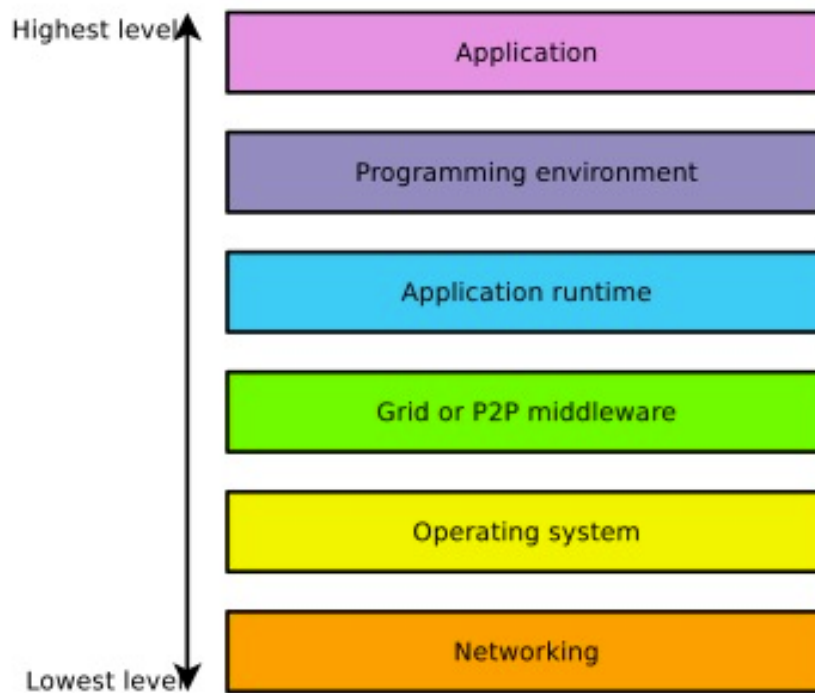 Highest level
Application
Programming environment
Application runtime
Grid or P2P middleware
Operating system
Networking
Lowest level